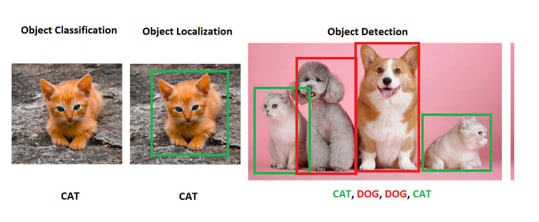 Object Classification
Object Localization
Object Detection
CAT
CAT
CAT, DOG, DOG, CAT